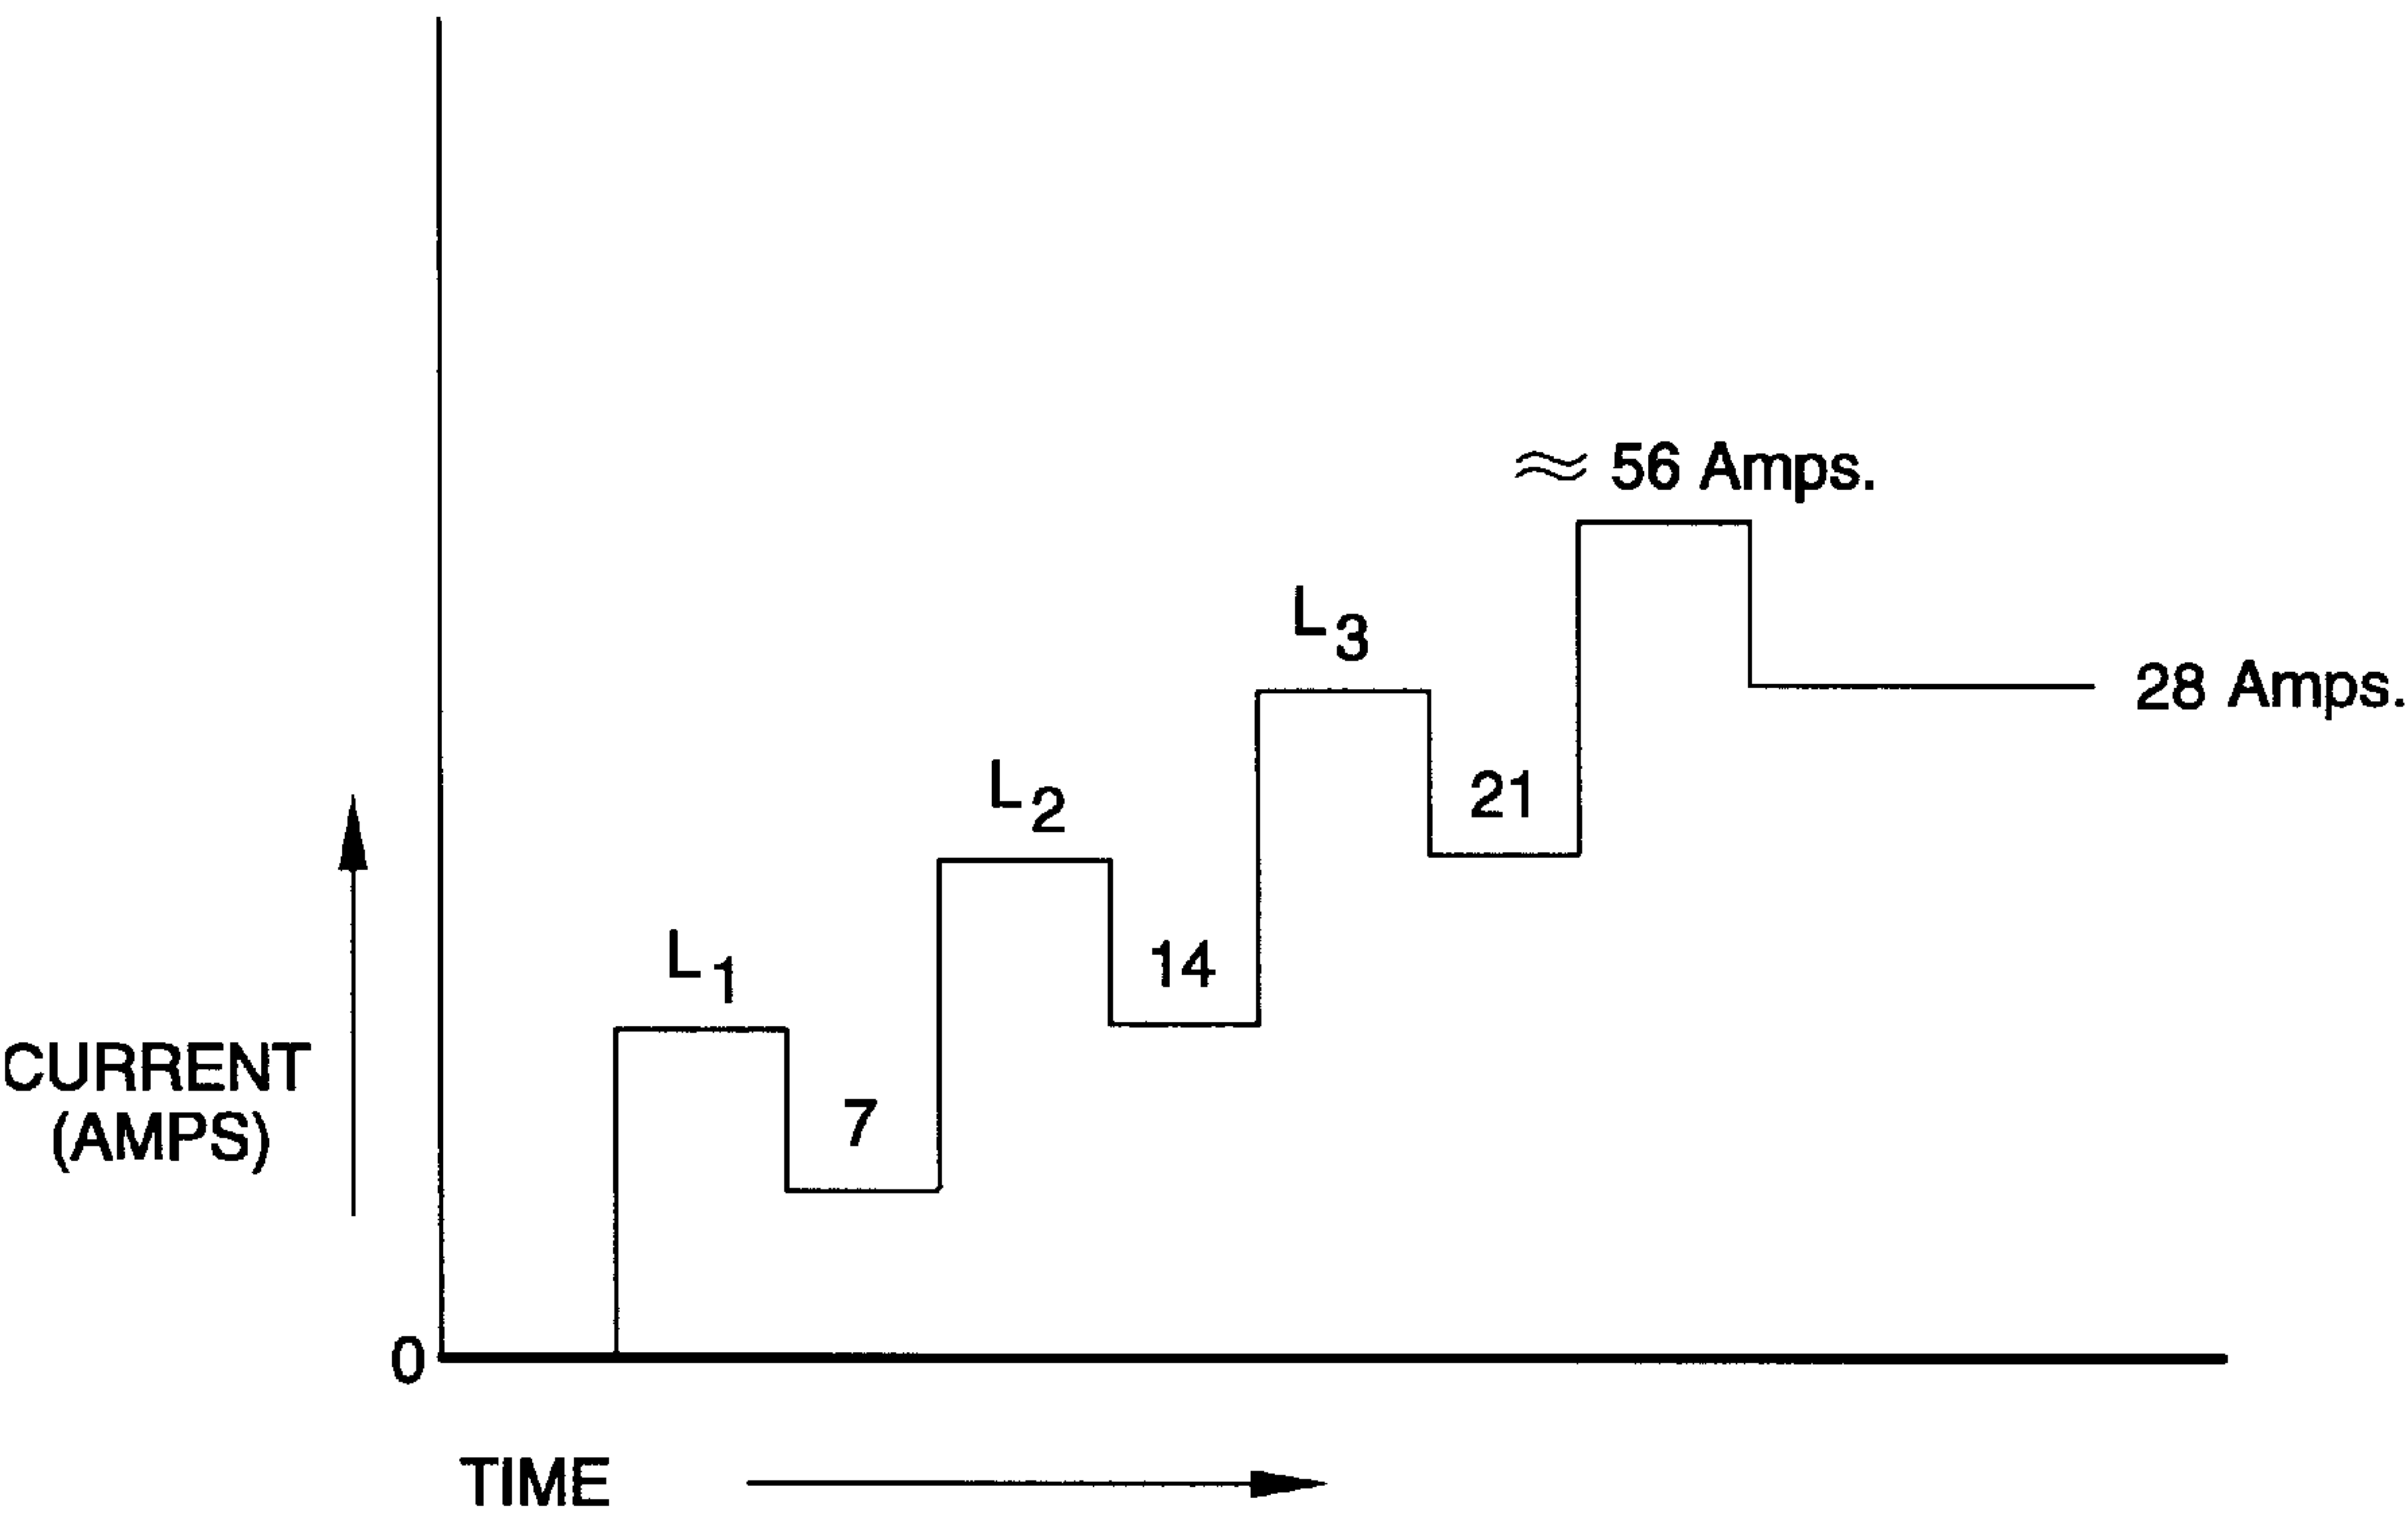 ≈ 56 Amps.
L3
28 Amps.
L2
21
L1
14
CURRENT
(AMPS)
7
0
TIME